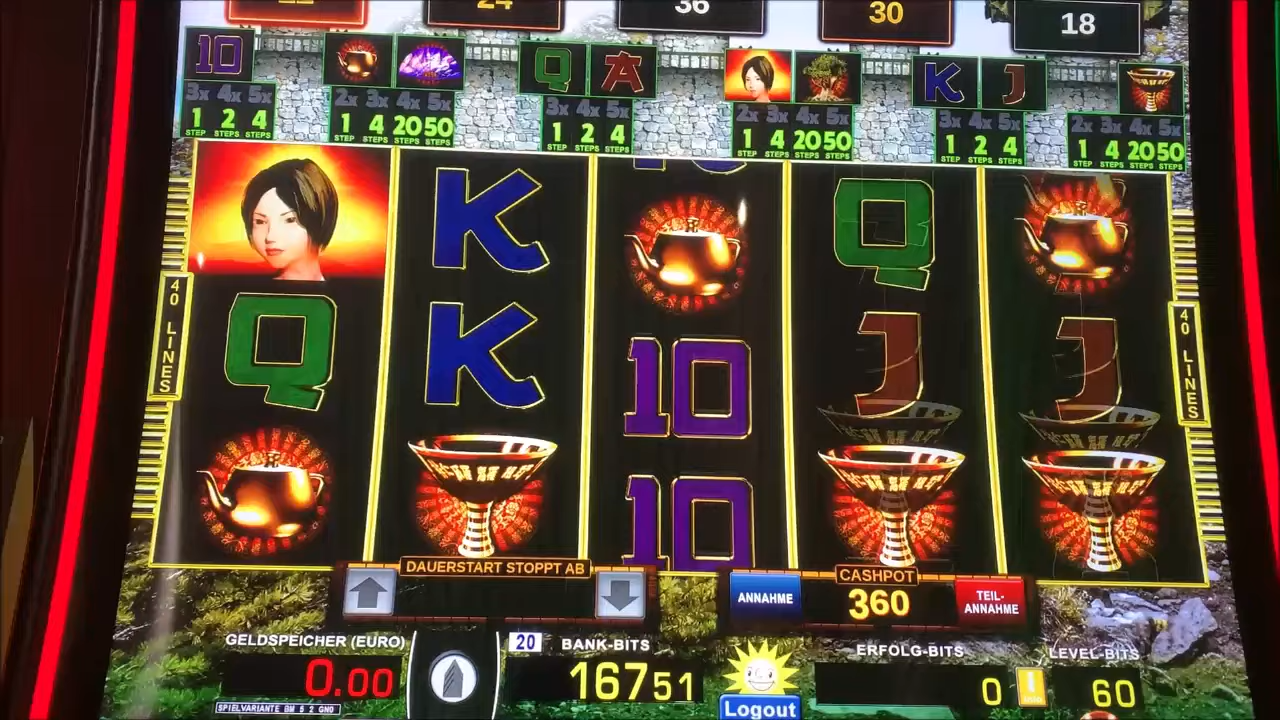 24 36 30 18
10 Q A K J
3x 4x 5x 2x 3x 4x 5x 3x 4x 5x 2x 3x 4x 5x 3x 4x 5x 2x 3x 4x 5x
1 2 4 1 4 20 50 1 2 4 1 4 20 50 1 2 4 1 4 20 50
STEP STEPS STEPS STEP STEPS STEPS STEPS STEP STEPS STEPS STEP STEPS STEPS STEPS STEP STEPS STEPS STEP STEPS STEPS STEPS
K Q
40 LINES
Q K 10 J J
40 LINES
10
DAUERSTART STOPPT AB
CASHPOT
ANNAHME
360
TEIL-
ANNAHME
GELDSPEICHER (EURO)
20 BANK-BITS
ERFOLG-BITS
LEVEL-BITS
0.00
16751
0
60
Logout